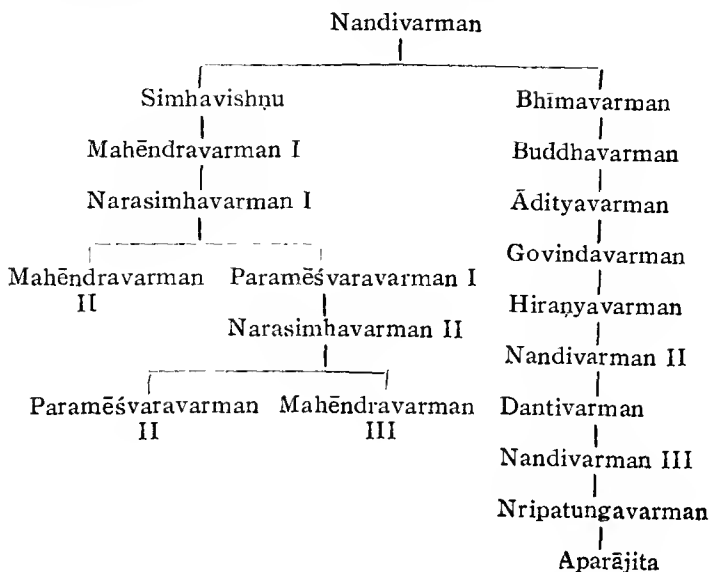 Nandivarman
Simhavishṇu Bhīmavarman
Mahēndravarman I Buddhavarman
Narasimhavarman I Ādityavarman
Govindavarman
Mahēndravarman Paramēśvaravarman I
II Hiraṇyavarman
Narasimhavarman II
Nandivarman II
Paramēśvaravarman Mahēndravarman Dantivarman
II III
Nandivarman III
Nripatungavarman
Aparājita